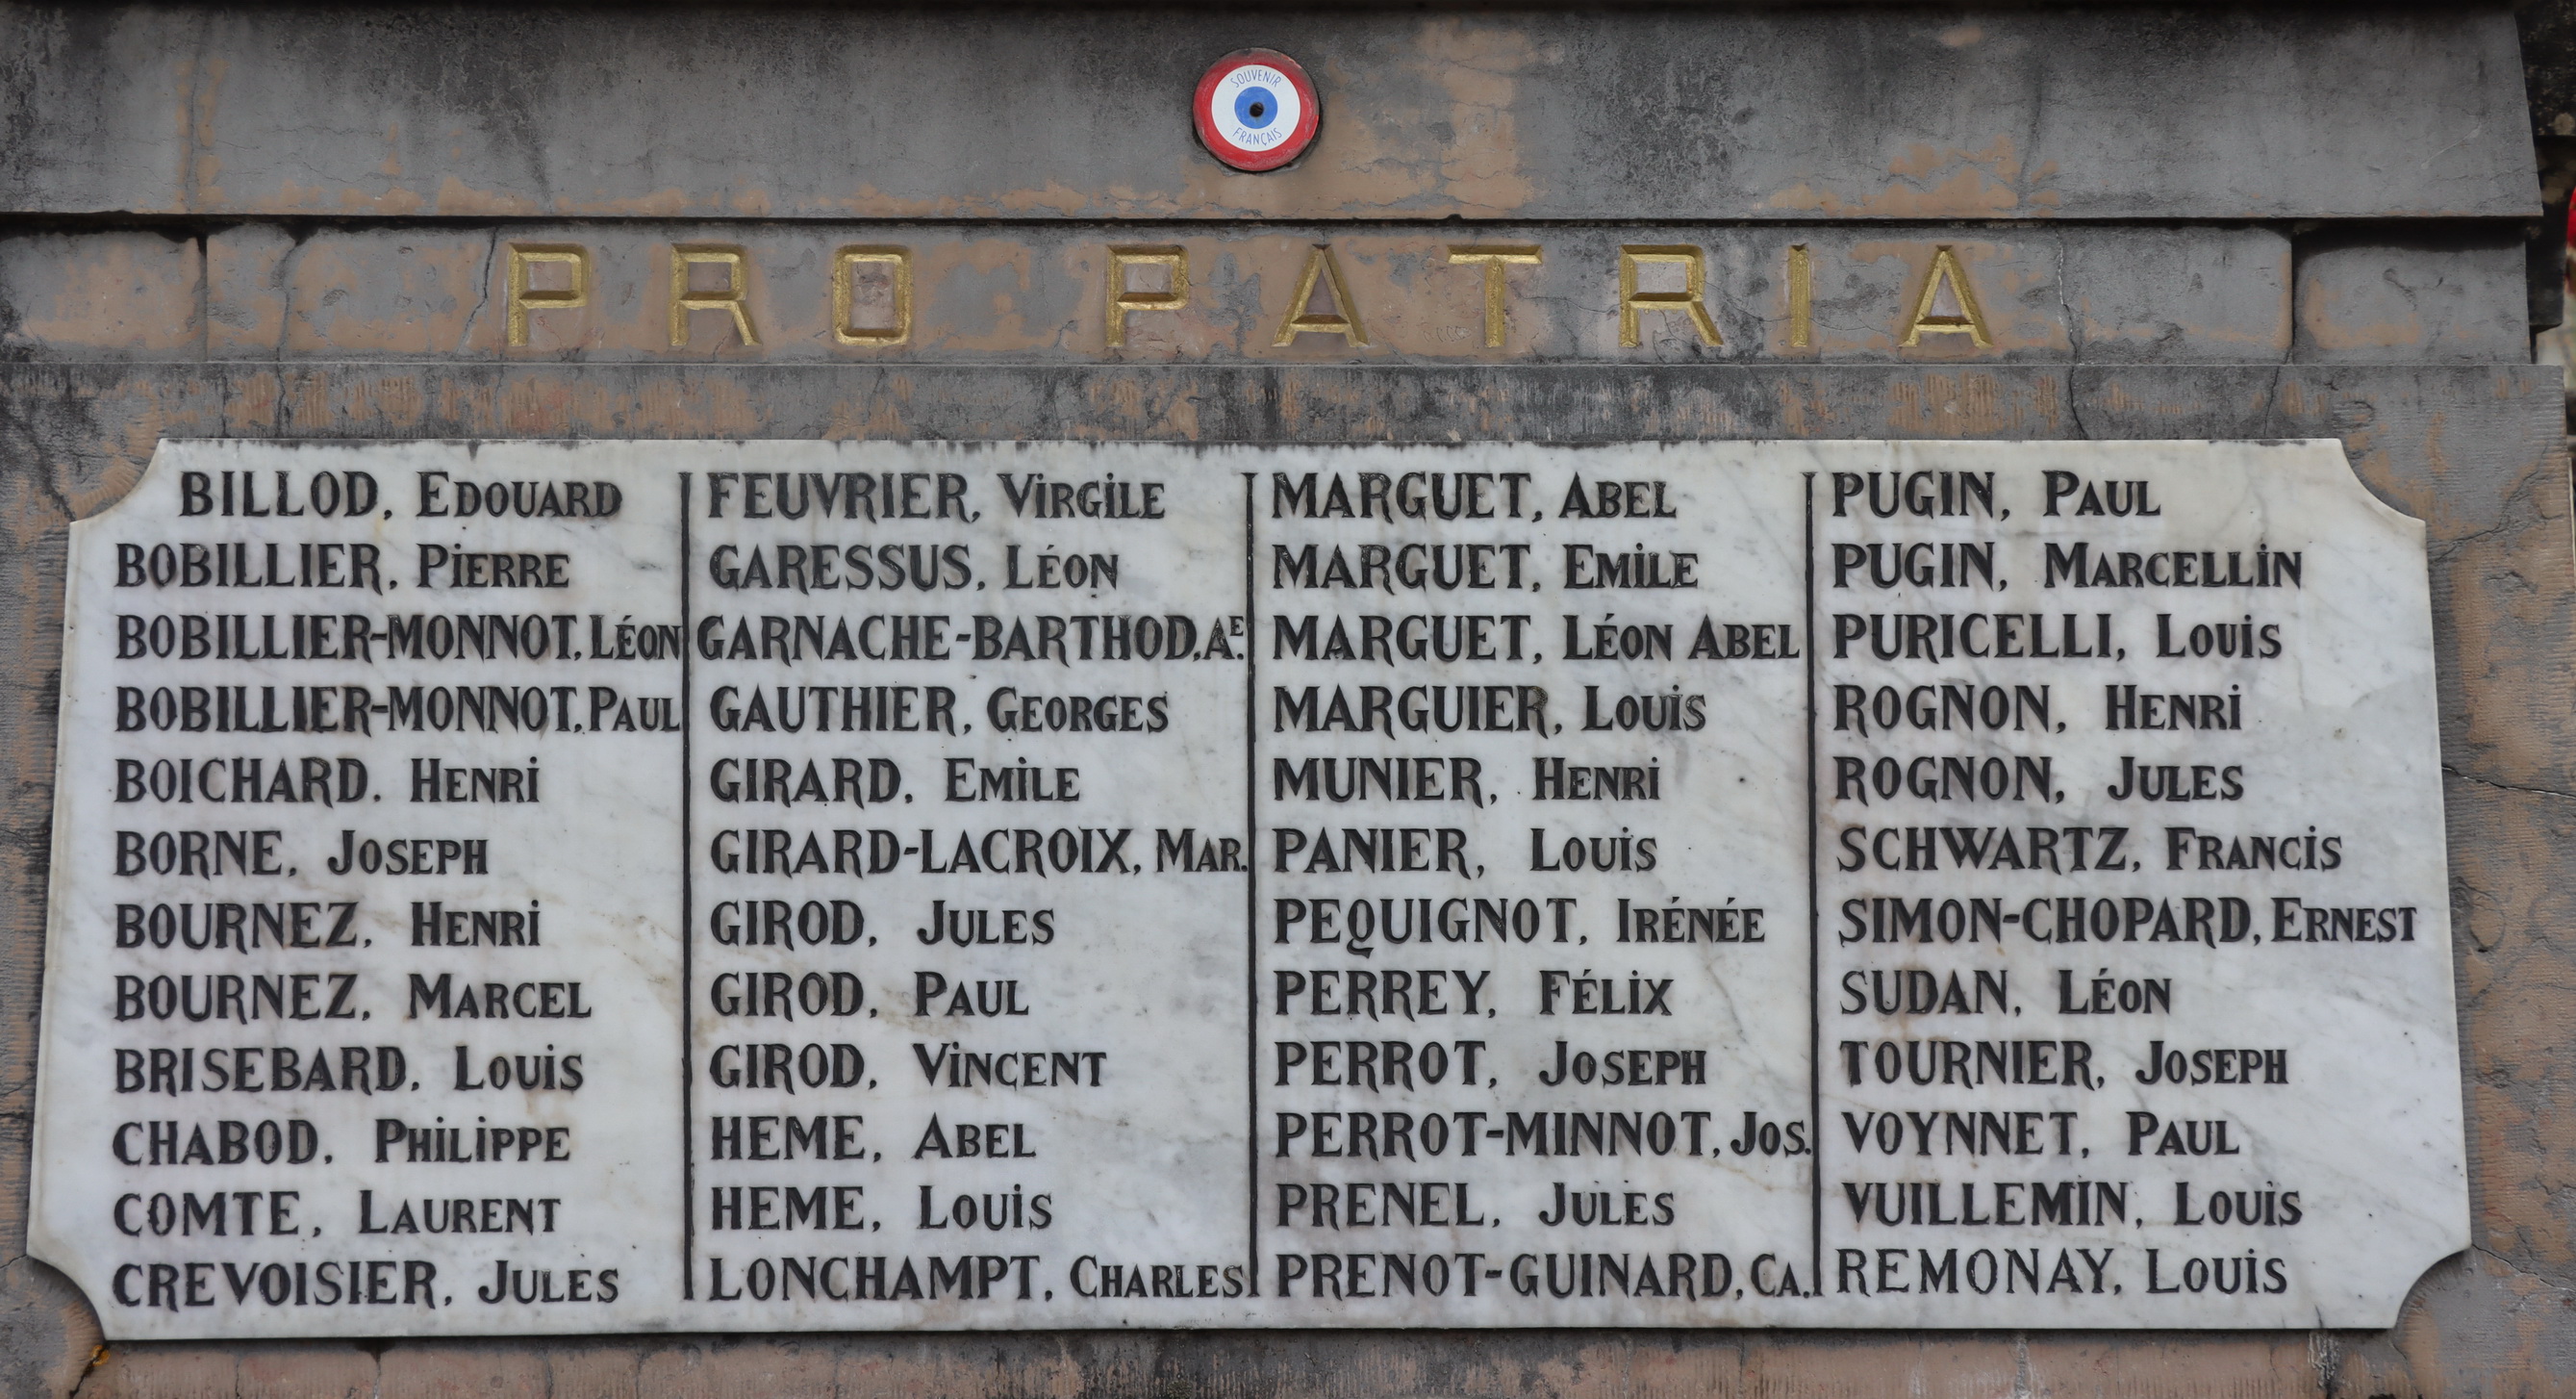 SOUVENIR
FRANÇAIS
PRO PATRIA
BILLOD, EDOUARD
BOBILLIER, PiERRE
BOBILLIER-MONNOT, LÉON
BOBILLIER-MONNOT, PAUL
BOICHARD. HENRi
BORNE, JOSEPH
BOURNEZ, HENRi
BOURNEZ, MARCEL
BRISEBARD, LOUiS
CHABOD, PHiLiPPE
COMTE, LAURENT
CREVOISIER, JULES
FEUVRIER, ViRGiLE
GARESSUS, LÉON
GARNACHE-BARTHOD, AE.
GAUTHIER, GEORGES
GIRARD, EMiLE
GIRARD-LACROIX, MAR.
GIROD, JULES
GIROD, PAUL
GIROD, ViNCENT
HEME, ABEL
HEME, LOUiS
LONCHAMPT, CHARLES
MARGUET, ABEL
MARGUET, EMiLE
MARGUET, LÉON ABEL
MARGUIER, LOUiS
MUNIER, HENRi
PANIER, LOUiS
PEQUIGNOT, IRÉNÉE
PERREY, FÉLiX
PERROT, JOSEPH
PERROT-MINNOT, JOS.
PRENEL, JULES
PRENOT-GUINARD, CA.
PUGIN, PAUL
PUGIN, MARCELLiN
PURICELLI, LOUiS
ROGNON, HENRi
ROGNON, JULES
SCHWARTZ, FRANCiS
SIMON-CHOPARD, ERNEST
SUDAN, LÉON
TOURNIER, JOSEPH
VOYNNET, PAUL
VUILLEMIN, LOUiS
REMONAY, LOUiS